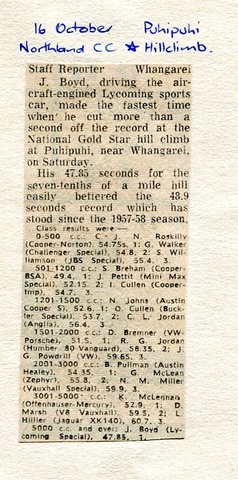 16 October Puhipuhi
Northland CC ★ Hillclimb.
Staff Reporter Whangarei
J. Boyd, driving the air-
craft-engined Lycoming sports
car, made the fastest time
when he cut more than a
second off the record at the
National Gold Star hill climb
at Puhipuhi, near Whangarei,
on Saturday.
His 47.85 seconds for the
seven-tenths of a mile hill
easily bettered the 48.9
seconds record which has
stood since the 1957-58 season.
Class results were—
0-500 c.c.: C J. N. Roskilly
(Cooper-Norton), 54.75s, 1; G. Walker
(Challenger Special), 54.8, 2; S. Wil-
liamson (JBS Special), 55.4, 3.
501-1200 c.c.: S. Breham (Cooper-
BSA), 49.4, 1; J. Pettit (Mini Max
Special), 52.15, 2; I. Cullen (Cooper-
Imp), 54.7, 3.
1201-1500 c.c.: N. Johns (Austin
Cooper S), 52.6, 1; O. Cullen (Buck-
ler Special), 53.7, 2; C. L. Jordan
(Anglia), 56.4, 3.
1501-2000 c.c.: D. Bremner (VW-
Porsche), 51.5, 1; R. G. Jordan
(Humber 80-Vanguard), 58.35, 2; J.
G. Powdrill (VW), 59.65, 3.
2001-3000 c.c.: B. Pullman (Austin
Healey), 54.35, 1; G. McLean
(Zephyr), 55.8, 2; N. M. Miller
(Vauxhall Special), 59.9, 3.
3001-5000 c.c.: K. McLennan
(Offenhauser-Mercury), 52.9, 1; D.
Marsh (V8 Vauxhall), 59.5, 2; L.
Hillier (Jaguar XK140), 60.7, 3.
5000 c.c. and over: J. Boyd (Ly-
coming Special), 47.85, 1.